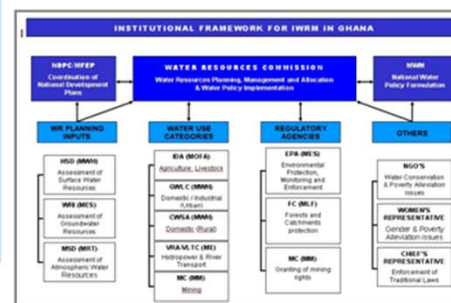 INSTITUTIONAL FRAMEWORK FOR IWRM IN GHANA
NDPC/MFEP
Coordination of
National Development
Plans
WATER RESOURCES COMMISSION
Water Resources Planning, Management and Allocation
& Water Policy Implementation
MWH
National Water
Policy Formulation
WR PLANNING
INPUTS
WATER USE
CATEGORIES
REGULATORY
AGENCIES
OTHERS
HSD (MWH)
Assessment of
Surface Water
Resources
WRI (MES)
Assessment of
Groundwater
Resources
MSD (MRT)
Assessment of
Atmospheric Water
Resources
IDA (MOFA)
Agriculture, Livestock
GWLC (MWH)
Domestic / Industrial
/Urban)
CWSA (MWH)
Domestic (Rural)
VRA/VLTC (ME)
Hydropower & River
Transport
MC (MM)
Mining
EPA (MES)
Environmental
Protection,
Monitoring and
Enforcement
FC (MLF)
Forests and
Catchments
protection
MC (MM)
Granting of mining
rights
NGO'S
Water Conservation
& Poverty Alleviation
Issues
WOMEN'S
REPRESENTATIVE
Gender & Poverty
Alleviation Issues
CHIEF'S
REPRESENTATIVE
Enforcement of
Traditional Laws